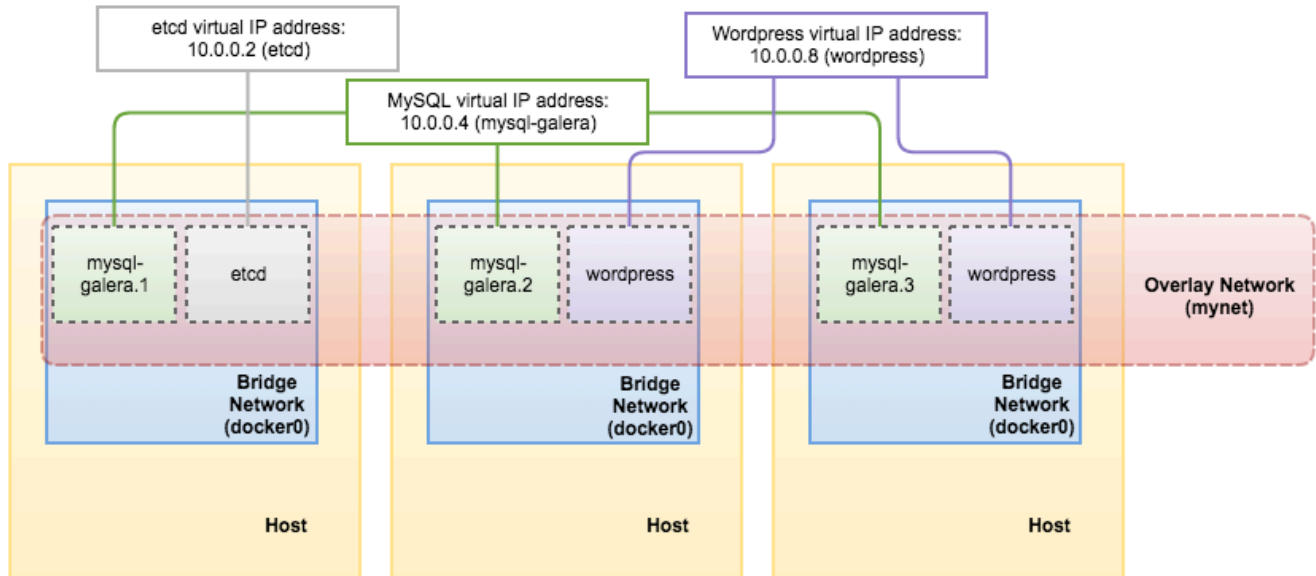 etcd virtual IP address:
10.0.0.2 (etcd)
Wordpress virtual IP address:
10.0.0.8 (wordpress)
MySQL virtual IP address:
10.0.0.4 (mysql-galera)
mysql-
galera.1
etcd
mysql-
galera.2
wordpress
mysql-
galera.3
wordpress
Overlay Network
(mynet)
Bridge
Network
(docker0)
Bridge
Network
(docker0)
Bridge
Network
(docker0)
Host
Host
Host